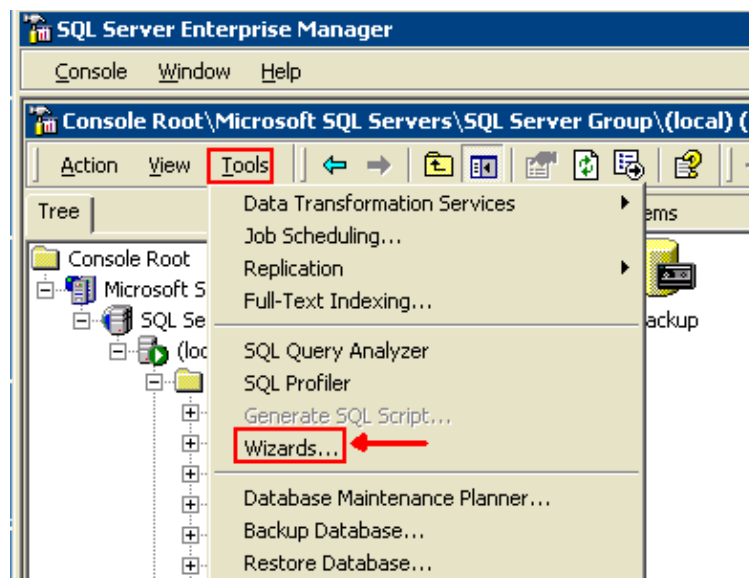 SQL Server Enterprise Manager
Console Window Help
Console Root\Microsoft SQL Servers\SQL Server Group\(local) (
Action View Tools
Tree
ems
Data Transformation Services
Job Scheduling...
Replication
Full-Text Indexing...
SQL Query Analyzer
SQL Profiler
Generate SQL Script...
Wizards...
Database Maintenance Planner...
Backup Database...
Restore Database...
Console Root
Microsoft S
SQL Se
(loc
ackup